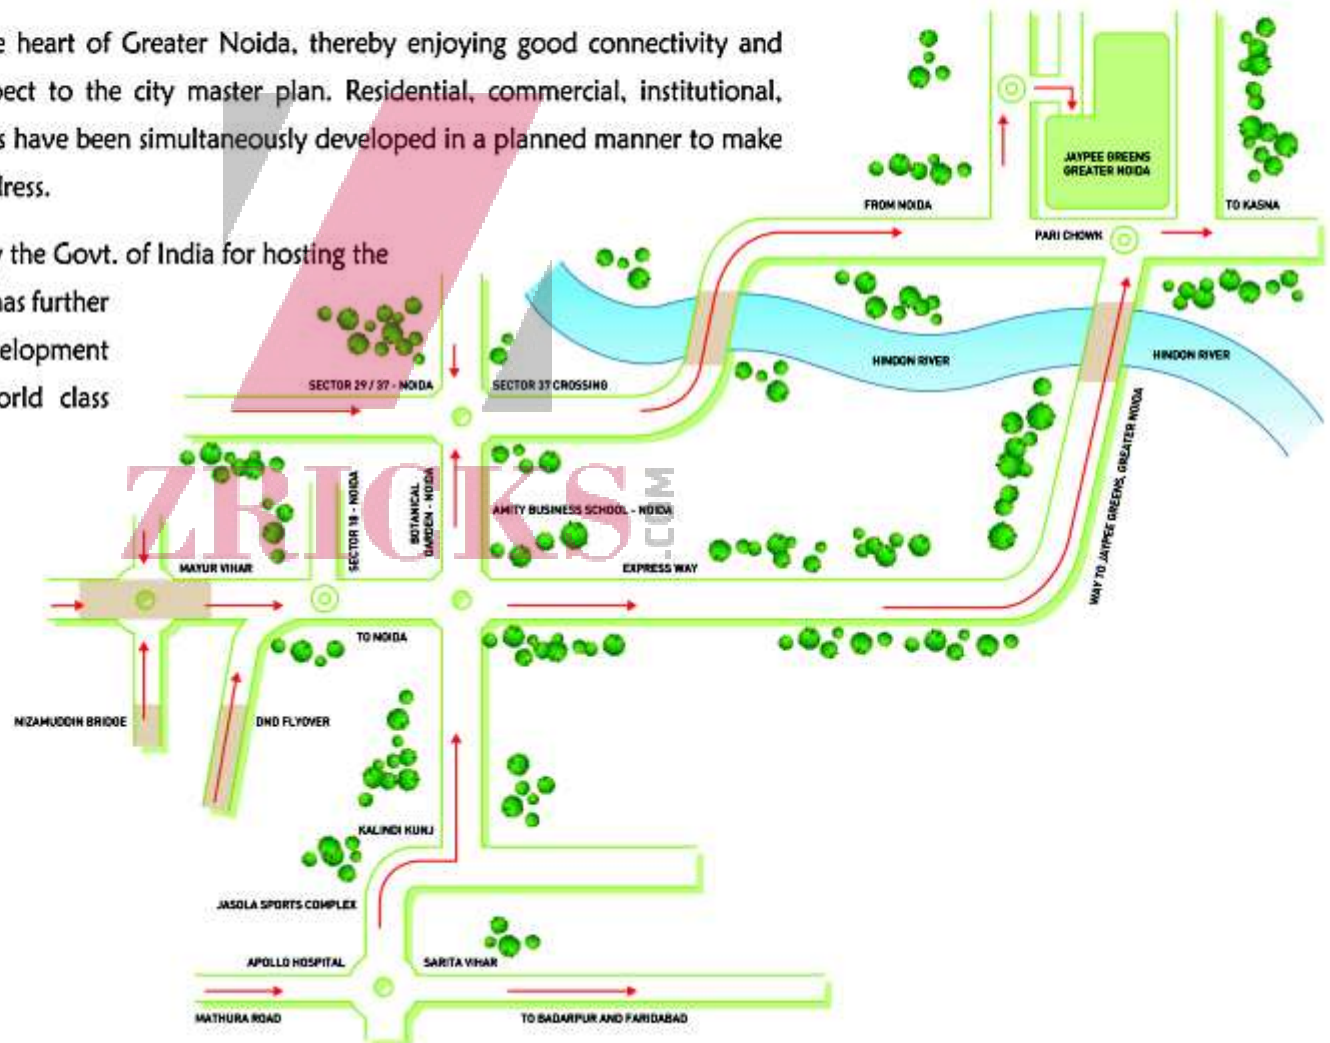 e heart of Greater Noida, thereby enjoying good connectivity and
pect to the city master plan. Residential, commercial, institutional,
s have been simultaneously developed in a planned manner to make
dress.
y the Govt. of India for hosting the
has further
velopment
orld class
JAYPEE GREENS
GREATER NOIDA
FROM NOIDA
TO KASNA
PARI CHOWK
HINDON RIVER
HINDON RIVER
SECTOR 29 / 37 - NOIDA
SECTOR 37 CROSSING
WAY TO JAYPEE GREENS, GREATER NOIDA
ZRICKS
.COM
SECTOR 18 - NOIDA
BOTANICAL
GARDEN - NOIDA
AMITY BUSINESS SCHOOL - NOIDA
MAYUR VIHAR
EXPRESS WAY
TO NOIDA
NIZAMUDDIN BRIDGE
DND FLYOVER
KALINDI KUNJ
JASOLA SPORTS COMPLEX
APOLLO HOSPITAL
SARITA VIHAR
MATHURA ROAD
TO BADARPUR AND FARIDABAD